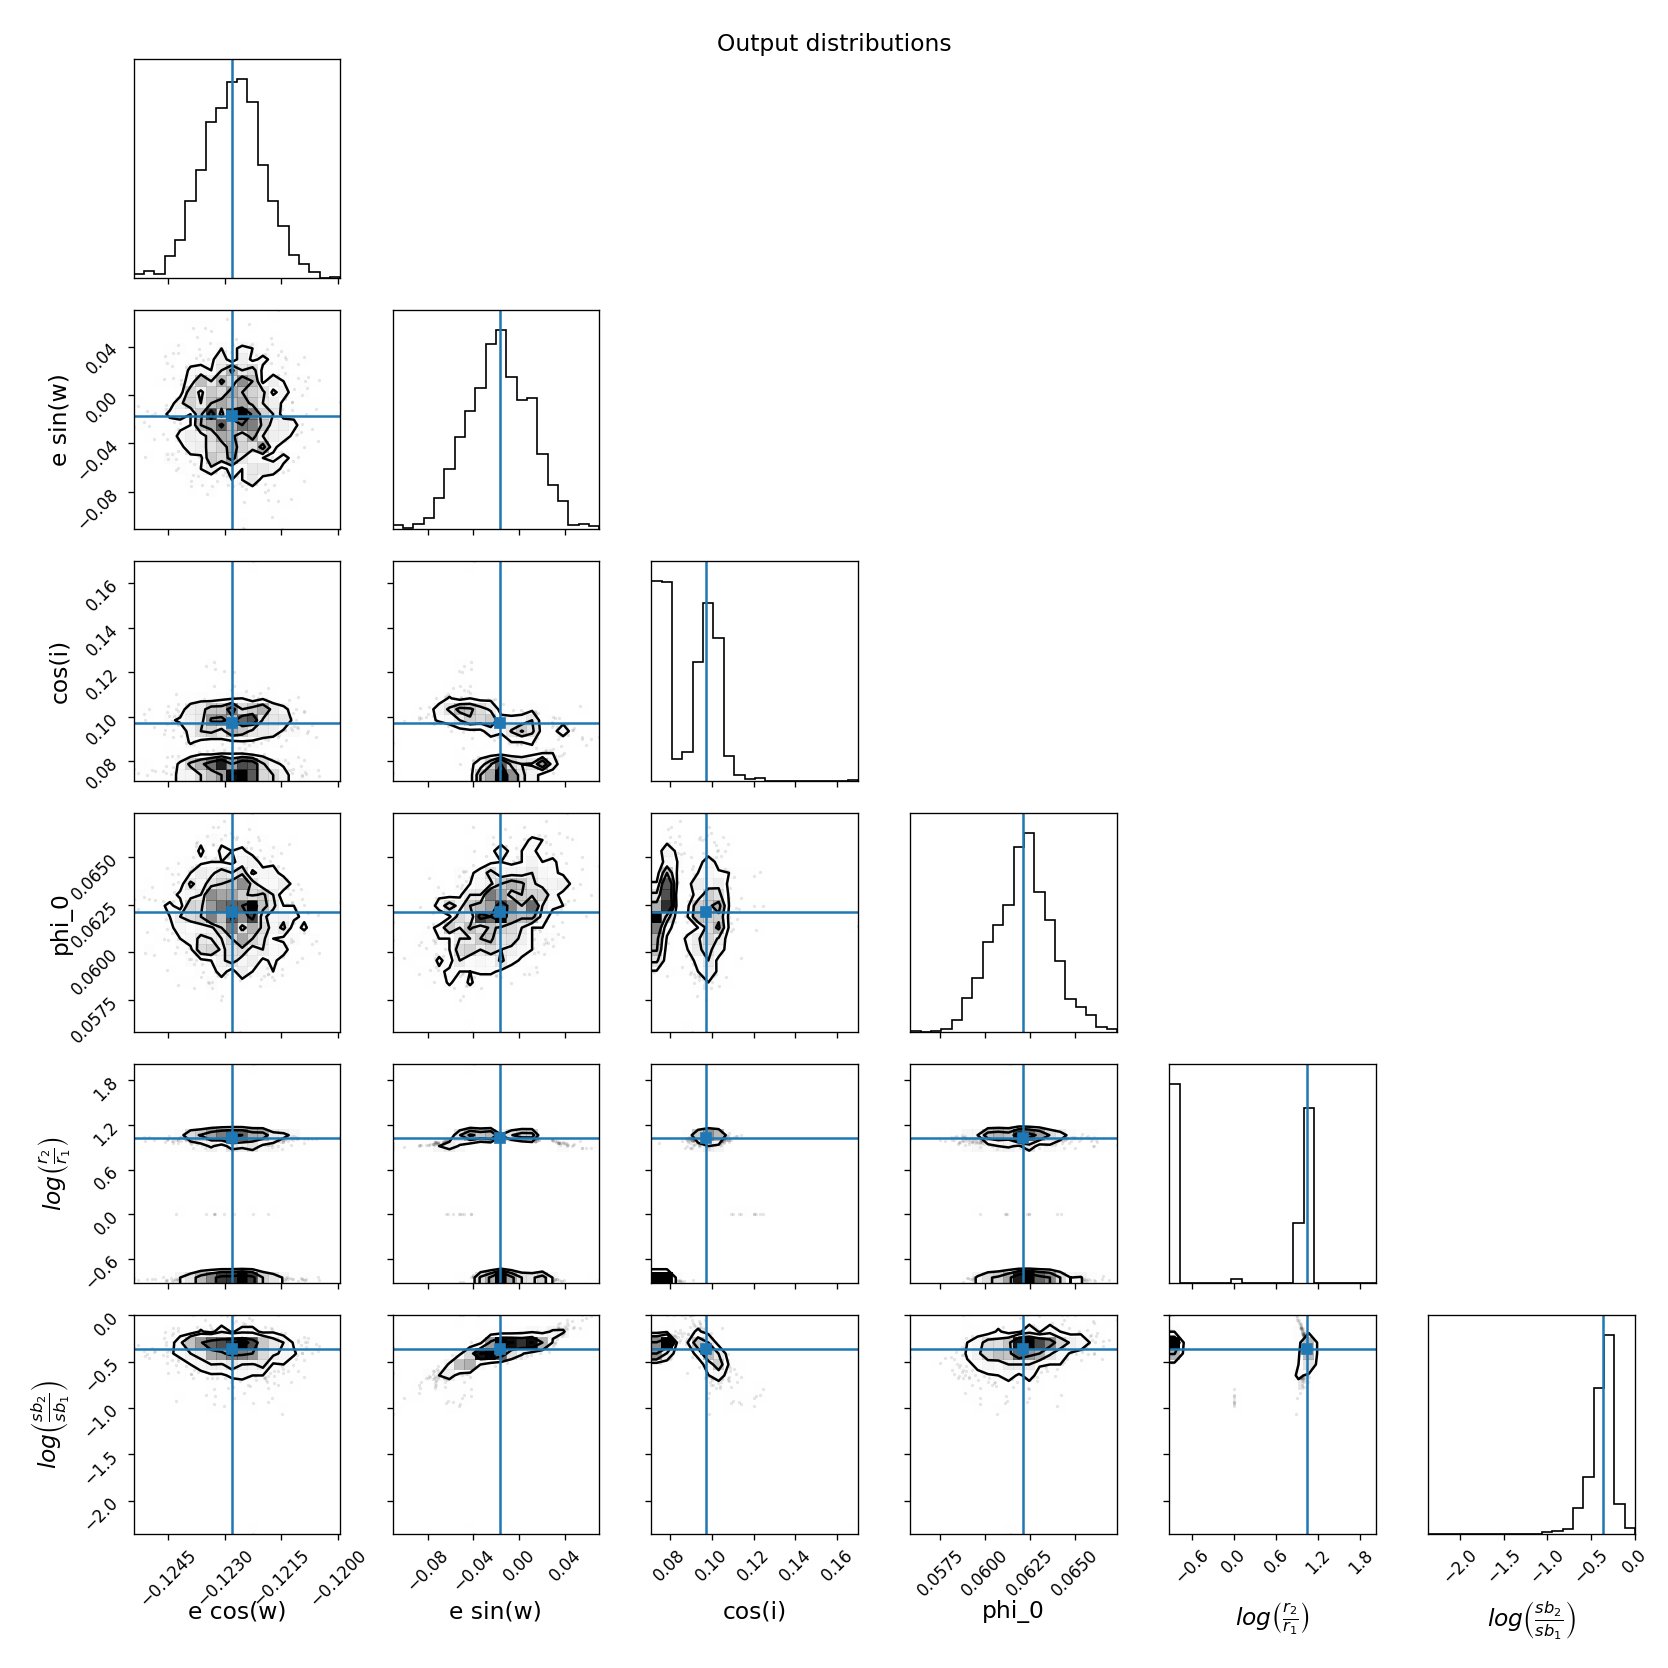 Output distributions
e sin(w)
0.04
0.00
−0.04
−0.08
cos(i)
0.16
0.14
0.12
0.10
0.08
phi_0
0.0650
0.0625
0.0600
0.0575
log(r2/r1)
1.8
1.2
0.6
0.0
−0.6
log(sb2/sb1)
0.0
−0.5
−1.0
−1.5
−2.0
−0.1245 −0.1230 −0.1215 −0.1200
e cos(w)
−0.08 −0.04 0.00 0.04
e sin(w)
0.08 0.10 0.12 0.14 0.16
cos(i)
0.0575 0.0600 0.0625 0.0650
phi_0
−0.6 0.0 0.6 1.2 1.8
log(r2/r1)
−2.0 −1.5 −1.0 −0.5 0.0
log(sb2/sb1)